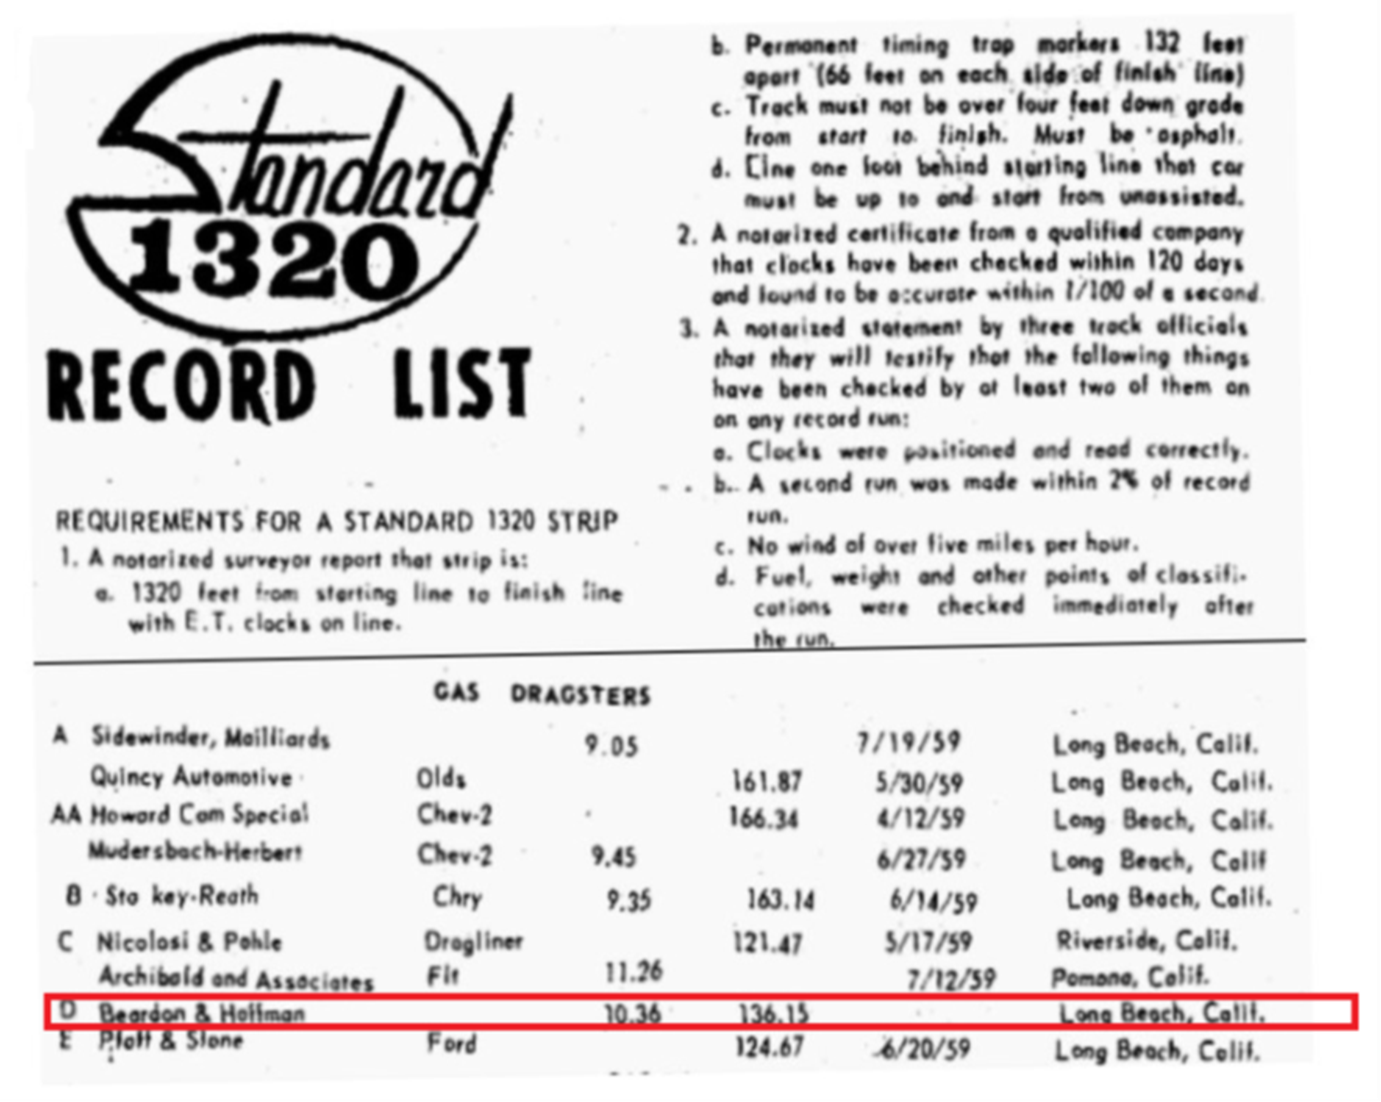 Standard
1320
RECORD LIST
REQUIREMENTS FOR A STANDARD 1320 STRIP
1. A notarized surveyor report that strip is:
a. 1320 feet from starting line to finish line
with E.T. clocks on line.
b. Permanent timing trap markers 132 feet
apart (66 feet on each side of finish line)
c. Track must not be over four feet down grade
from start to finish. Must be asphalt.
d. Line one foot behind starting line that car
must be up to and start from unassisted.
2. A notarized certificate from a qualified company
that clocks have been checked within 120 days
and found to be accurate within 1/100 of a second.
3. A notarized statement by three track officials
that they will testify that the following things
have been checked by at least two of them on
on any record run:
a. Clocks were positioned and read correctly.
b. A second run was made within 2% of record
run.
c. No wind of over five miles per hour.
d. Fuel, weight and other points of classifi-
cations were checked immediately after
the run.
GAS DRAGSTERS
A Sidewinder, Mailliards 9.05 7/19/59 Long Beach, Calif.
Quincy Automotive Olds 161.87 5/30/59 Long Beach, Calif.
AA Howard Cam Special Chev-2 166.34 4/12/59 Long Beach, Calif.
Mudersbach-Herbert Chev-2 9.45 6/27/59 Long Beach, Calif
B Sto key-Reath Chry 9.35 163.14 6/14/59 Long Beach, Calif.
C Nicolosi & Pohle Dragliner 121.47 5/17/59 Riverside, Calif.
Archibald and Associates Fit 11.26 7/12/59 Pomona, Calif.
D Beardon & Hoffman 10.36 136.15 Long Beach, Calif.
E Platt & Slone Ford 124.67 6/20/59 Long Beach, Calif.